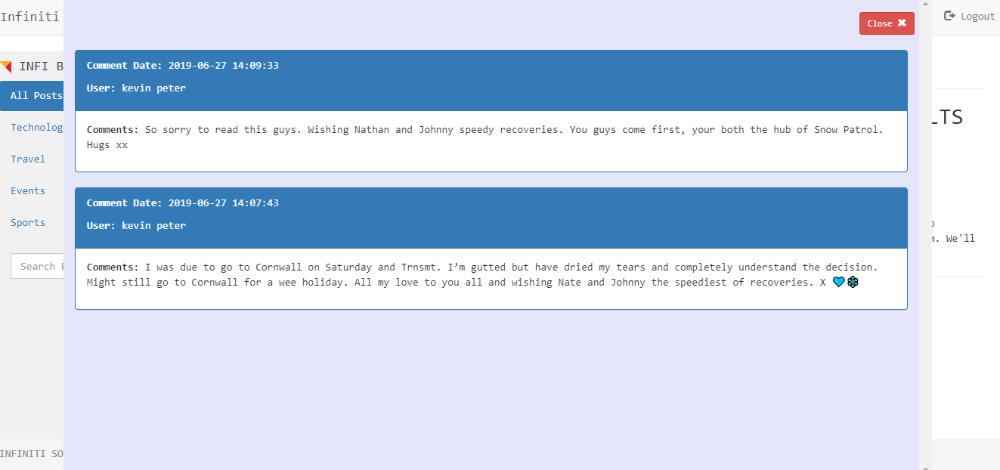 Infiniti
Close ✖
Logout
INFI B
All Posts
Technolog
Travel
Events
Sports
Search
Comment Date: 2019-06-27 14:09:33
User: kevin peter
Comments: So sorry to read this guys. Wishing Nathan and Johnny speedy recoveries. You guys come first, your both the hub of Snow Patrol.
Hugs xx
Comment Date: 2019-06-27 14:07:43
User: kevin peter
Comments: I was due to go to Cornwall on Saturday and Trnsmt. I’m gutted but have dried my tears and completely understand the decision.
Might still go to Cornwall for a wee holiday. All my love to you all and wishing Nate and Johnny the speediest of recoveries. X
LTS
We'll
INFINITI SO